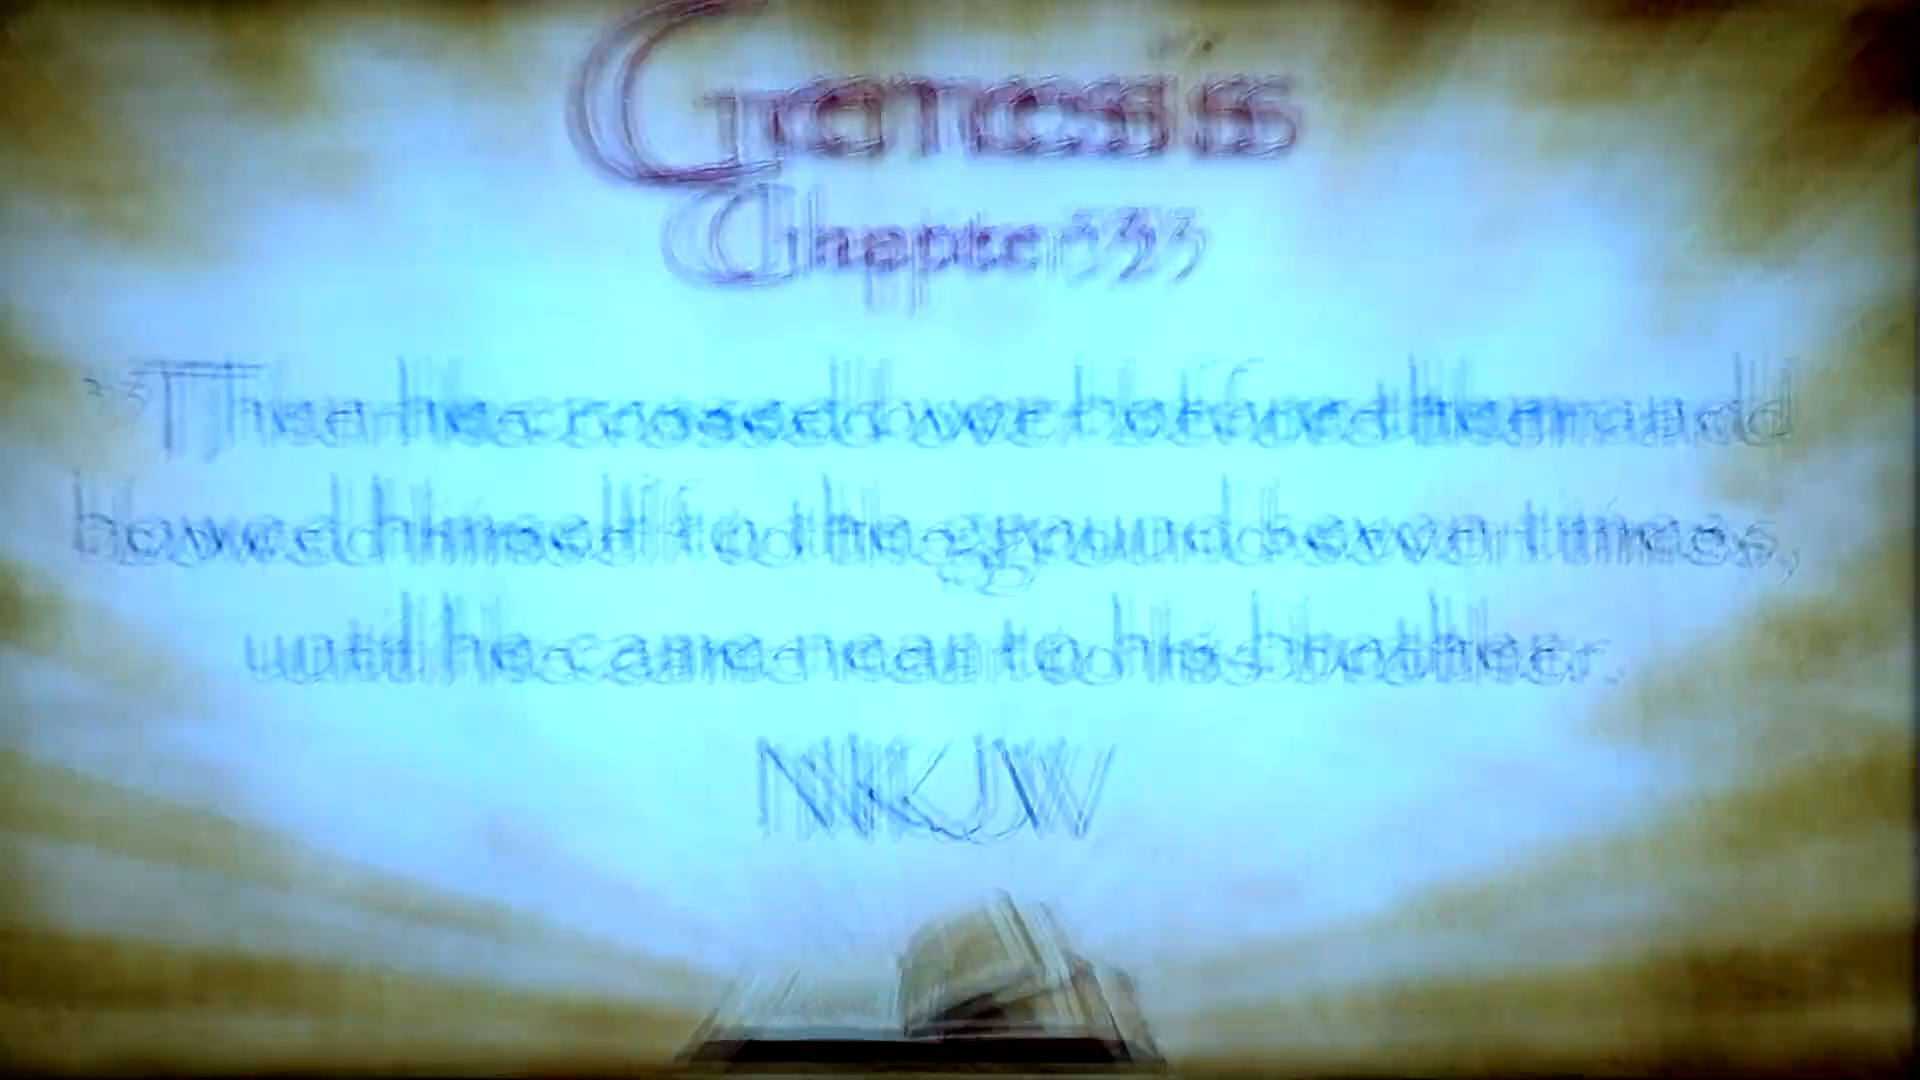 Genesis
Chapter 33
3 Then he crossed over before them and
bowed himself to the ground seven times,
until he came near to his brother.
NKJV